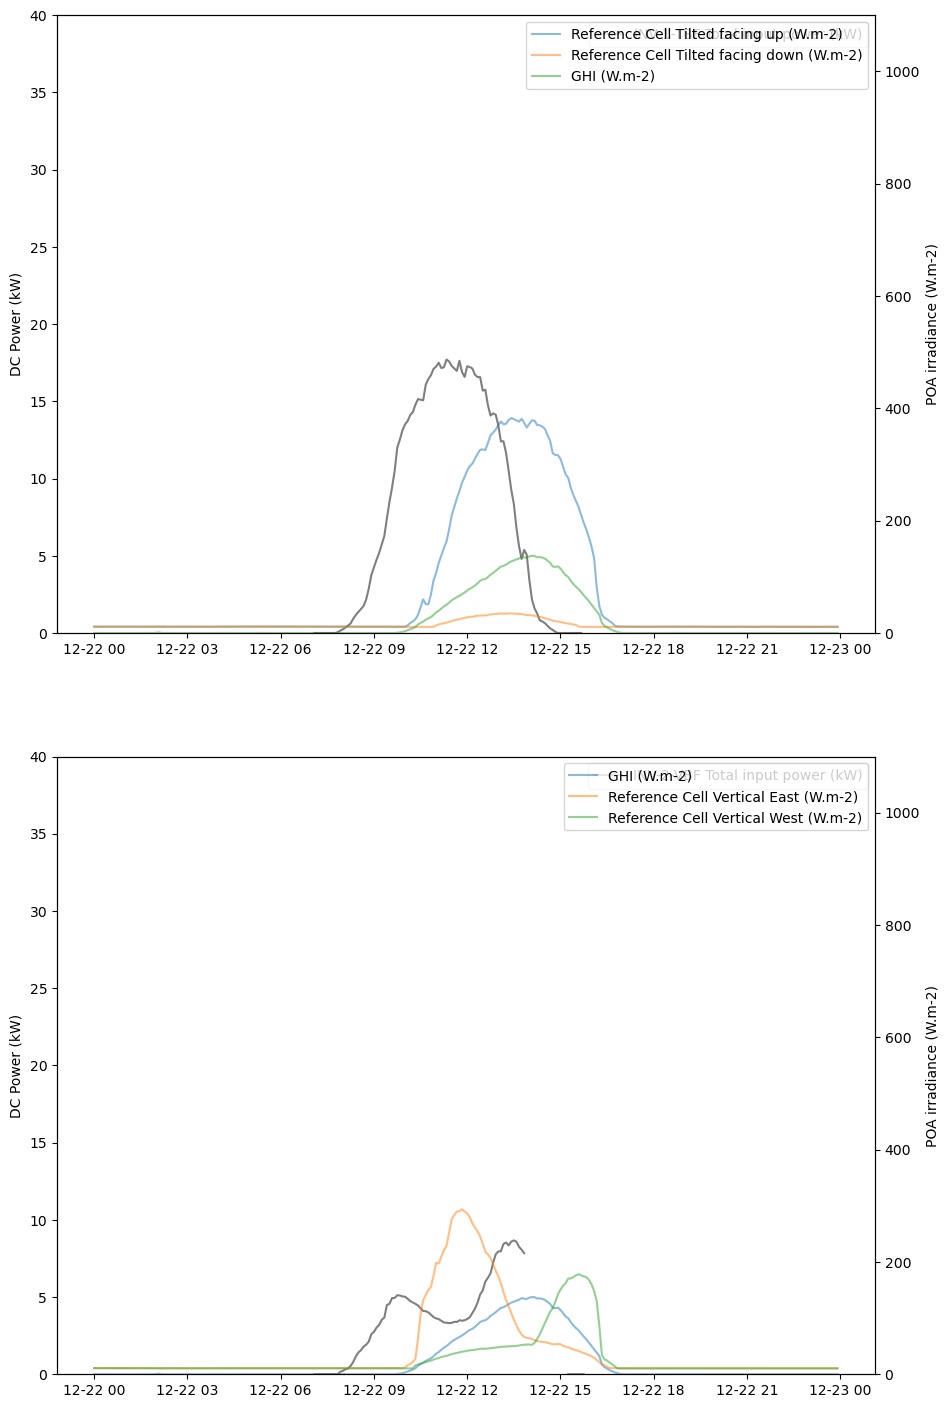 40
35
30
25
20
15
10
5
0
DC Power (kW)
Reference Cell Tilted facing up (W.m-2)
Reference Cell Tilted facing down (W.m-2)
GHI (W.m-2)
1000
800
600
400
200
0
POA irradiance (W.m-2)
12-22 00 12-22 03 12-22 06 12-22 09 12-22 12 12-22 15 12-22 18 12-22 21 12-23 00
40
35
30
25
20
15
10
5
0
DC Power (kW)
GHI (W.m-2) Total input power (kW)
Reference Cell Vertical East (W.m-2)
Reference Cell Vertical West (W.m-2)
1000
800
600
400
200
0
POA irradiance (W.m-2)
12-22 00 12-22 03 12-22 06 12-22 09 12-22 12 12-22 15 12-22 18 12-22 21 12-23 00